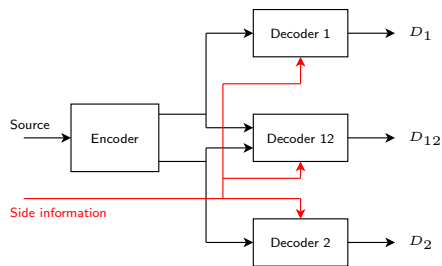 Decoder 1
D₁
Source
Encoder
Decoder 12
D₁₂
Side information
Decoder 2
D₂